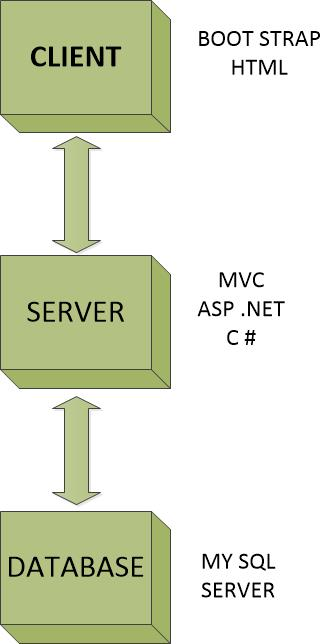 CLIENT
BOOT STRAP
HTML
SERVER
MVC
ASP .NET
C #
DATABASE
MY SQL
SERVER